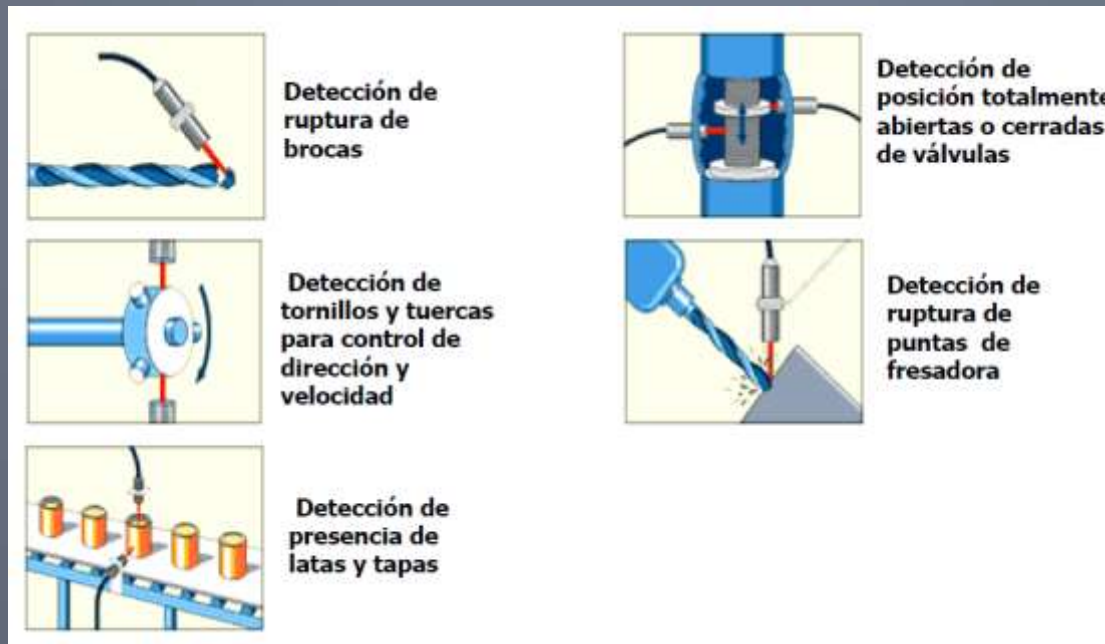 Detección de
ruptura de
brocas
Detección de
posición totalmente
abiertas o cerradas
de válvulas
Detección de
tornillos y tuercas
para control de
dirección y
velocidad
Detección de
ruptura de
puntas de
fresadora
Detección de
presencia de
latas y tapas